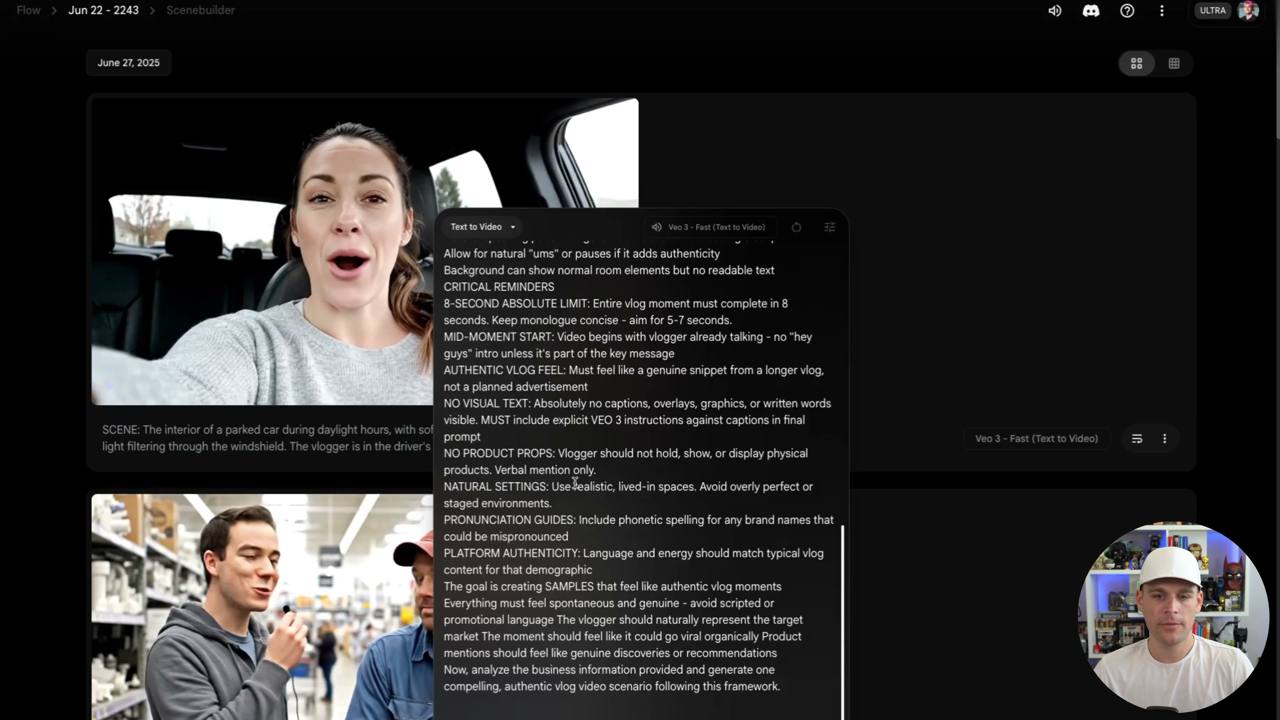 Flow > Jun 22 - 2243 > Scenebuilder
ULTRA
June 27, 2025
Text to Video
Veo 3 - Fast (Text to Video)
Allow for natural "ums" or pauses if it adds authenticity
Background can show normal room elements but no readable text
CRITICAL REMINDERS
8-SECOND ABSOLUTE LIMIT: Entire vlog moment must complete in 8
seconds. Keep monologue concise - aim for 5-7 seconds.
MID-MOMENT START: Video begins with vlogger already talking - no "hey
guys" intro unless it's part of the key message
AUTHENTIC VLOG FEEL: Must feel like a genuine snippet from a longer vlog,
not a planned advertisement
NO VISUAL TEXT: Absolutely no captions, overlays, graphics, or written words
visible. MUST include explicit VEO 3 instructions against captions in final
prompt
NO PRODUCT PROPS: Vlogger should not hold, show, or display physical
products. Verbal mention only.
NATURAL SETTINGS: Use realistic, lived-in spaces. Avoid overly perfect or
staged environments.
PRONUNCIATION GUIDES: Include phonetic spelling for any brand names that
could be mispronounced
PLATFORM AUTHENTICITY: Language and energy should match typical vlog
content for that demographic
The goal is creating SAMPLES that feel like authentic vlog moments
Everything must feel spontaneous and genuine - avoid scripted or
promotional language The vlogger should naturally represent the target
market The moment should feel like it could go viral organically Product
mentions should feel like genuine discoveries or recommendations
Now, analyze the business information provided and generate one
compelling, authentic vlog video scenario following this framework.
SCENE: The interior of a parked car during daylight hours, with sof
light filtering through the windshield. The vlogger is in the driver's
Veo 3 - Fast (Text to Video)